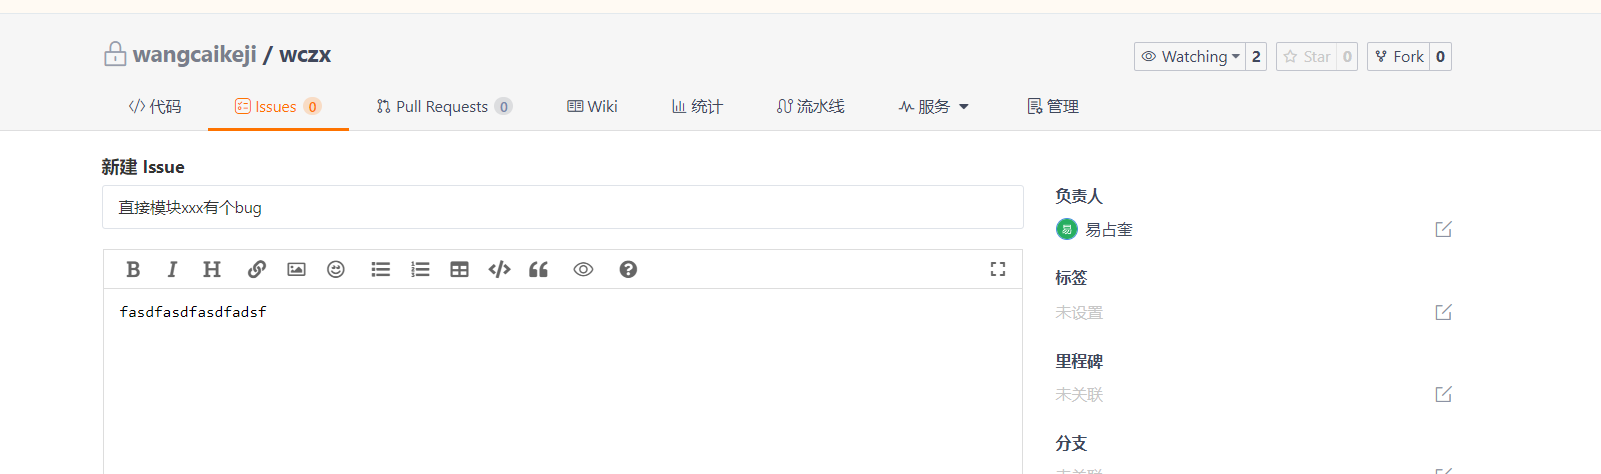 wangcaikeji / wczx
Watching 2 Star 0 Fork 0
代码 Issues 0 Pull Requests 0 Wiki 统计 流水线 服务 管理
新建 Issue
直接模块xxx有个bug
B I H
fasdfasdfasdfadsf
负责人
易 易占奎
标签
未设置
里程碑
未关联
分支
未关联